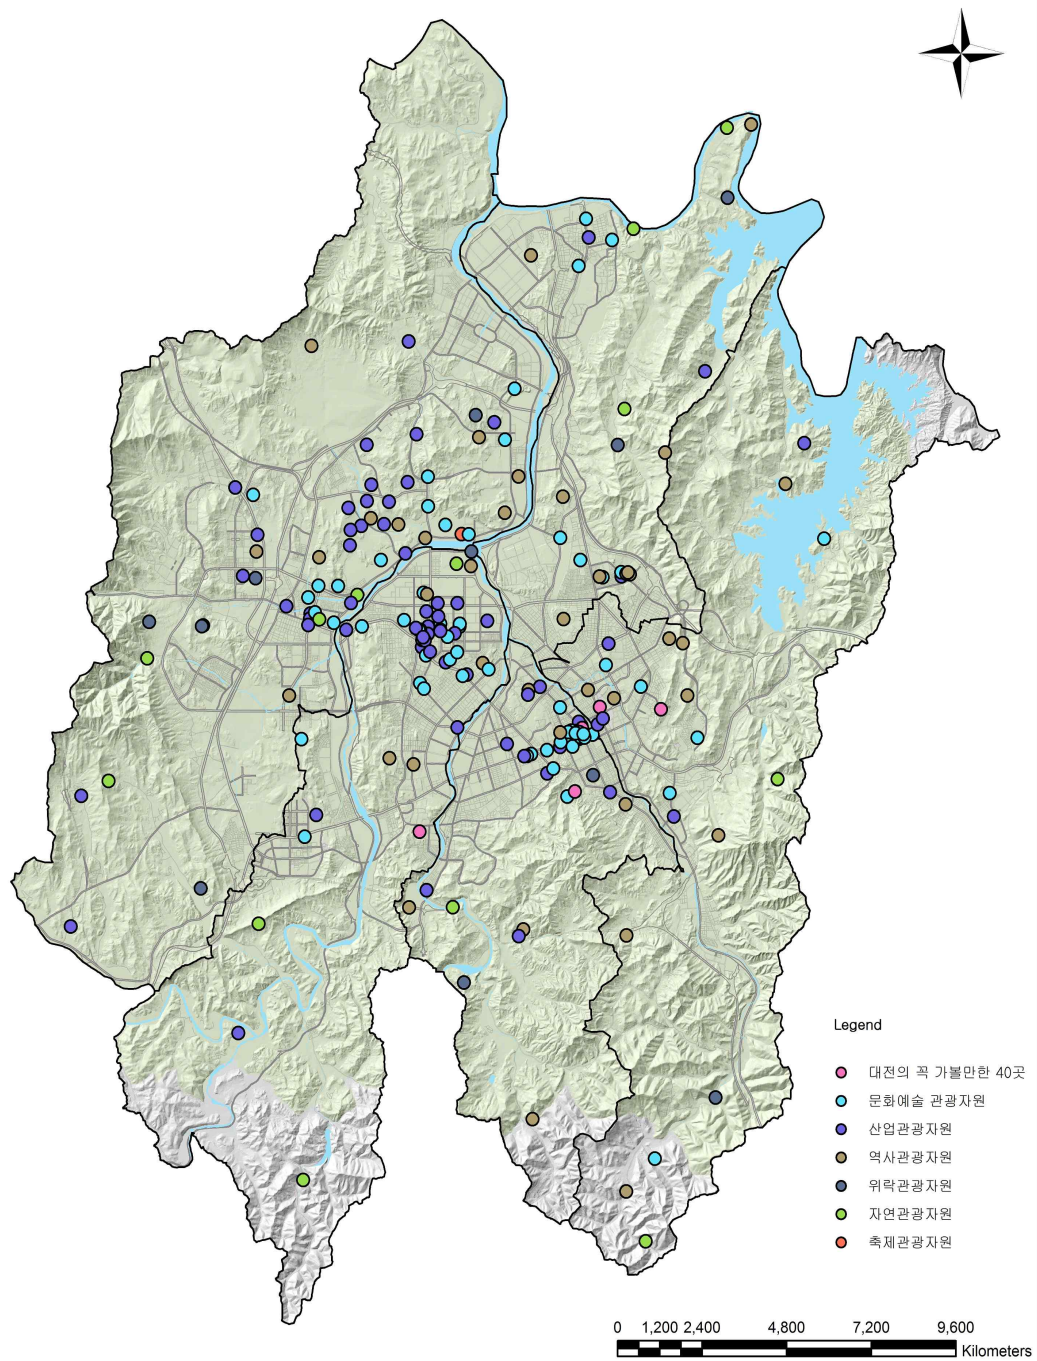 Legend
대전의 꼭 가볼만한 40곳
문화예술 관광자원
산업관광자원
역사관광자원
위락관광자원
자연관광자원
축제관광자원
0 1,200 2,400 4,800 7,200 9,600
Kilometers